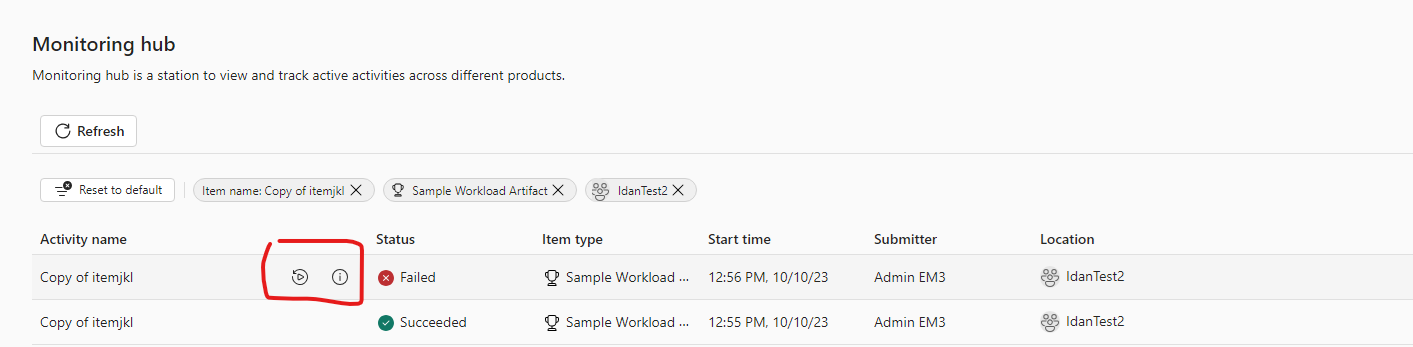 Monitoring hub
Monitoring hub is a station to view and track active activities across different products.
Refresh
Reset to default Item name: Copy of itemjkl Sample Workload Artifact IdanTest2
Activity name Status Item type Start time Submitter Location
Copy of itemjkl Failed Sample Workload ... 12:56 PM, 10/10/23 Admin EM3 IdanTest2
Copy of itemjkl Succeeded Sample Workload ... 12:55 PM, 10/10/23 Admin EM3 IdanTest2